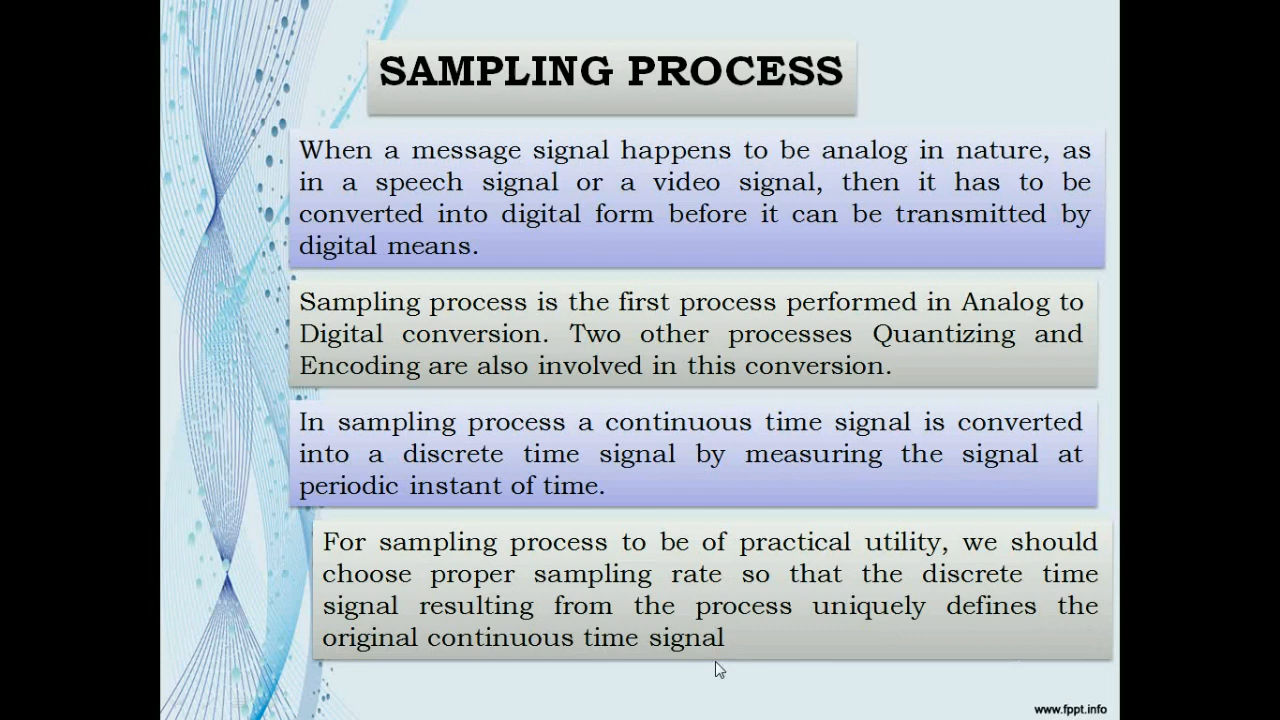 SAMPLING PROCESS
When a message signal happens to be analog in nature, as
in a speech signal or a video signal, then it has to be
converted into digital form before it can be transmitted by
digital means.
Sampling process is the first process performed in Analog to
Digital conversion. Two other processes Quantizing and
Encoding are also involved in this conversion.
In sampling process a continuous time signal is converted
into a discrete time signal by measuring the signal at
periodic instant of time.
For sampling process to be of practical utility, we should
choose proper sampling rate so that the discrete time
signal resulting from the process uniquely defines the
original continuous time signal
www.fppt.info